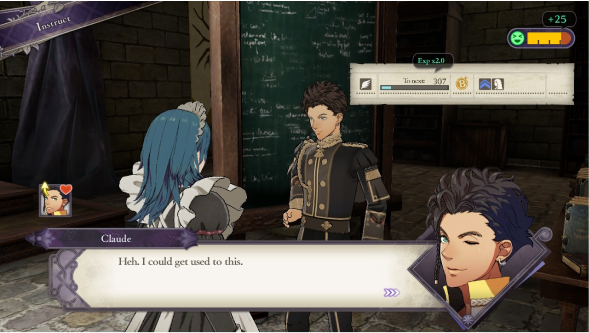 Instruct
+25
Exp x2.0
To next: 307
B
Claude
Heh. I could get used to this.